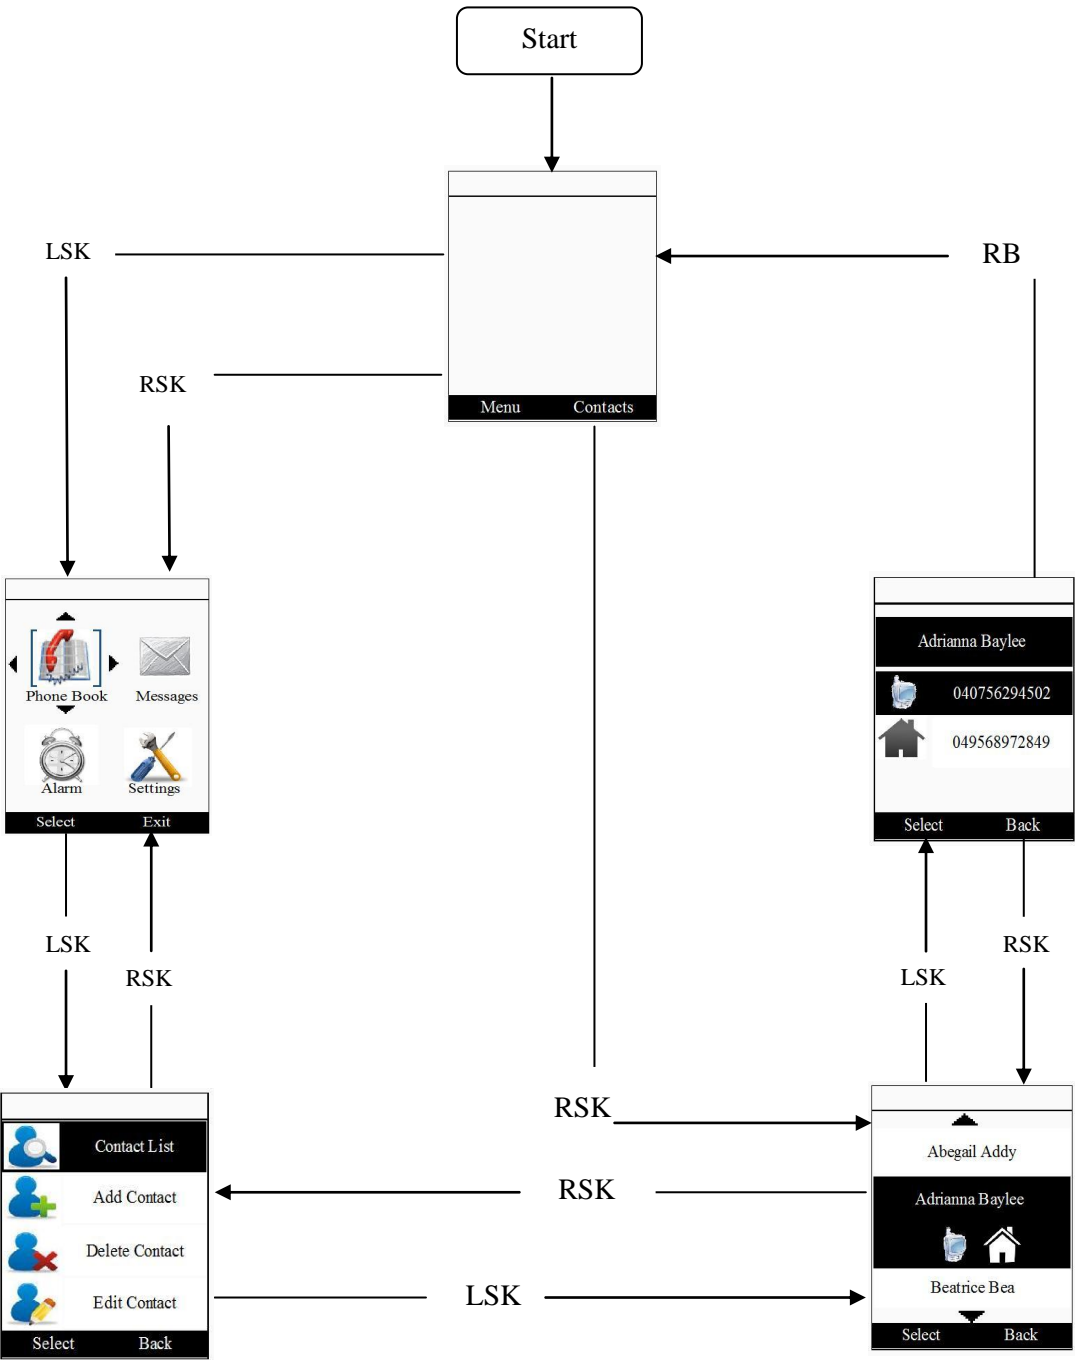 Start
LSK
RB
RSK
Menu Contacts
Phone Book Messages
Alarm Settings
Select Exit
Adrianna Baylee
040756294502
049568972849
Select Back
LSK
RSK
RSK
LSK
RSK
RSK
LSK
Contact List
Add Contact
Delete Contact
Edit Contact
Select Back
Abegail Addy
Adrianna Baylee
Beatrice Bea
Select Back